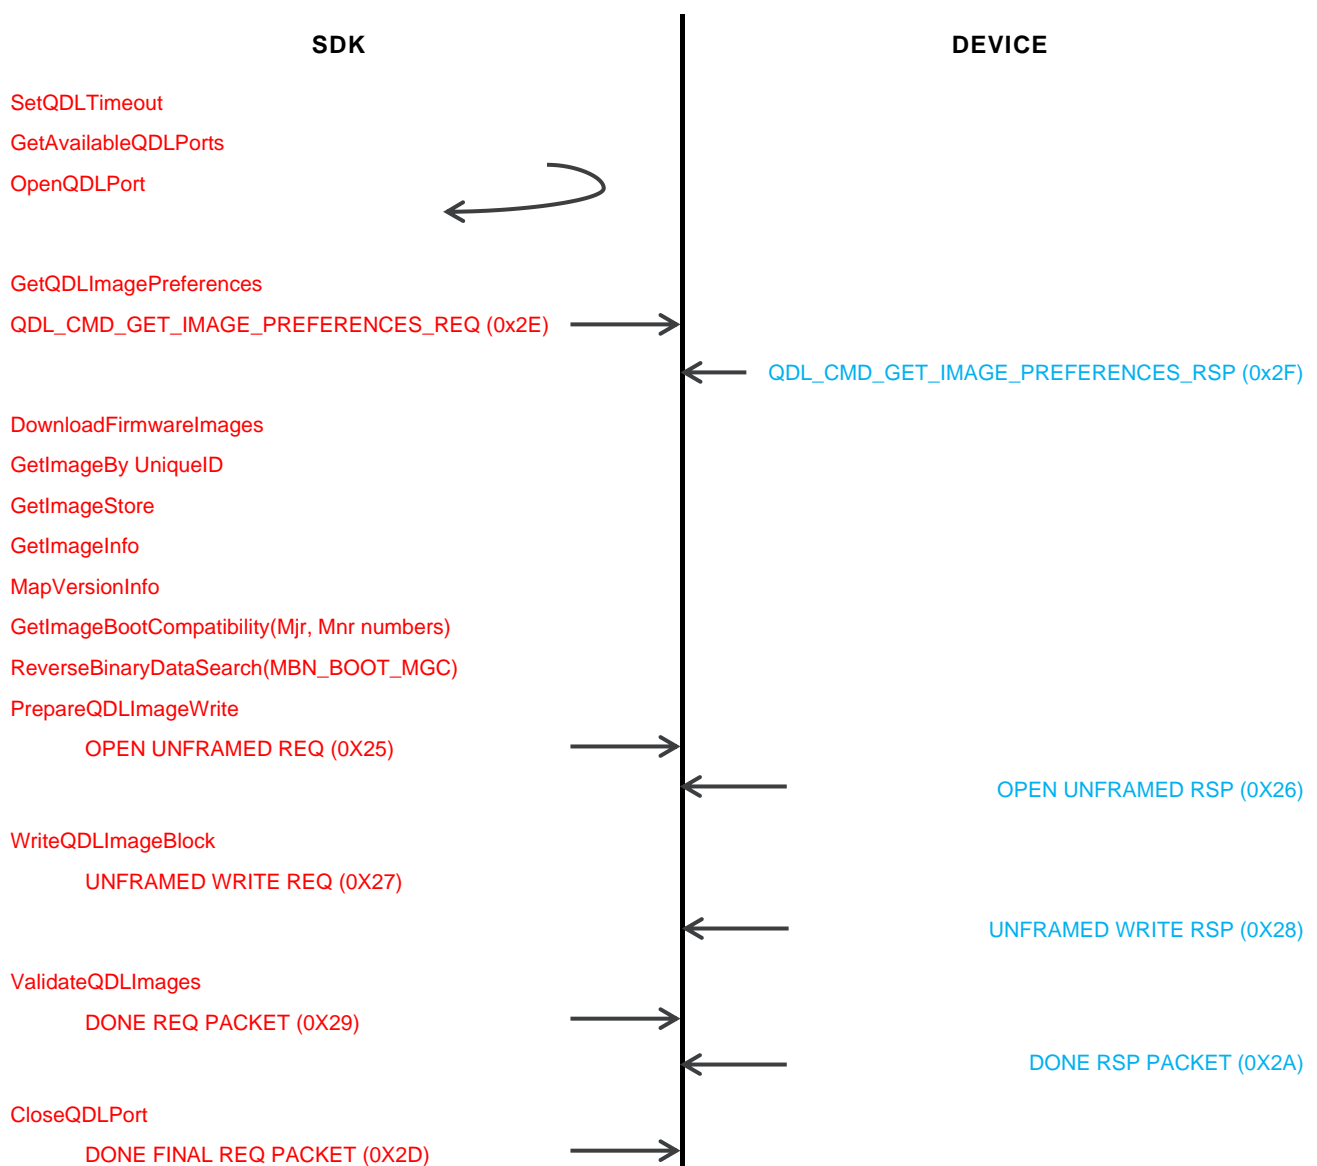 SDK
DEVICE
SetQDLTimeout
GetAvailableQDLPorts
OpenQDLPort
GetQDLImagePreferences
QDL_CMD_GET_IMAGE_PREFERENCES_REQ (0x2E)
QDL_CMD_GET_IMAGE_PREFERENCES_RSP (0x2F)
DownloadFirmwareImages
GetImageBy UniqueID
GetImageStore
GetImageInfo
MapVersionInfo
GetImageBootCompatibility(Mjr, Mnr numbers)
ReverseBinaryDataSearch(MBN_BOOT_MGC)
PrepareQDLImageWrite
OPEN UNFRAMED REQ (0X25)
OPEN UNFRAMED RSP (0X26)
WriteQDLImageBlock
UNFRAMED WRITE REQ (0X27)
UNFRAMED WRITE RSP (0X28)
ValidateQDLImages
DONE REQ PACKET (0X29)
DONE RSP PACKET (0X2A)
CloseQDLPort
DONE FINAL REQ PACKET (0X2D)